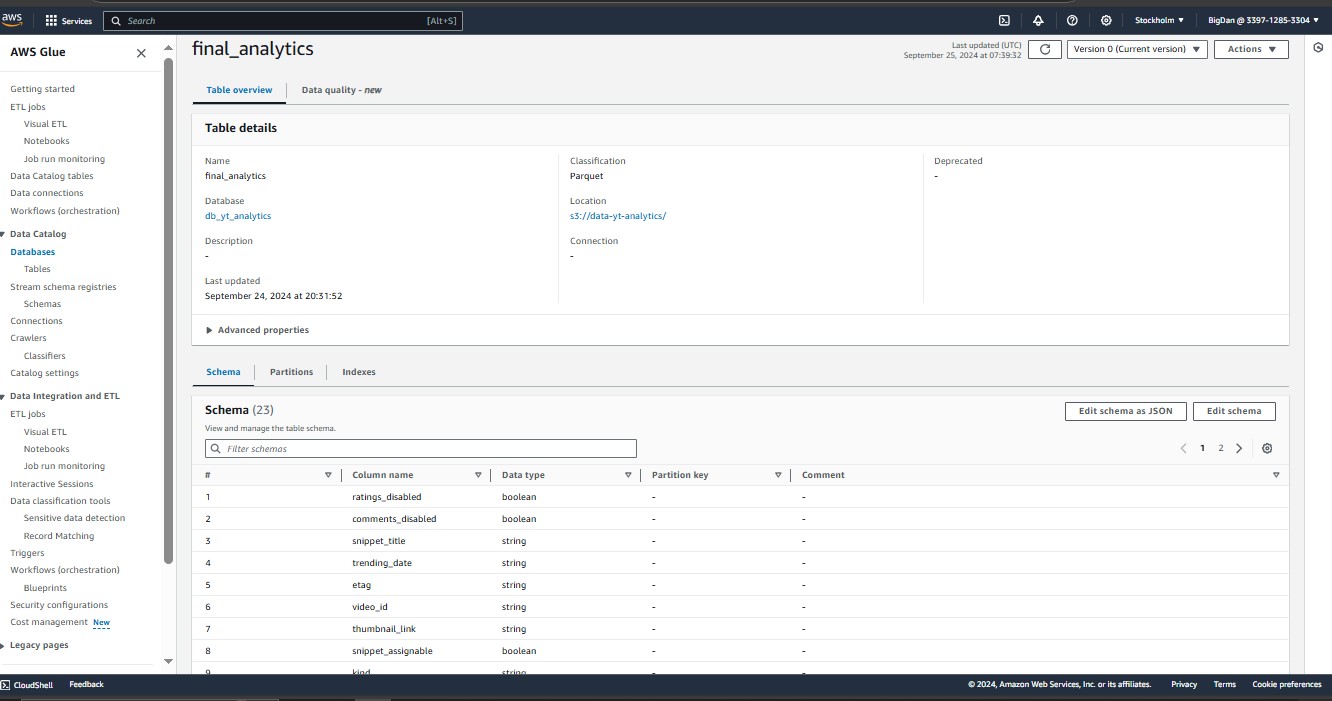 aws Services Search [Alt+S] Stockholm BigDan @ 3397-1285-3304
AWS Glue
Getting started
ETL jobs
Visual ETL
Notebooks
Job run monitoring
Data Catalog tables
Data connections
Workflows (orchestration)
Data Catalog
Databases
Tables
Stream schema registries
Schemas
Connections
Crawlers
Classifiers
Catalog settings
Data Integration and ETL
ETL jobs
Visual ETL
Notebooks
Job run monitoring
Interactive Sessions
Data classification tools
Sensitive data detection
Record Matching
Triggers
Workflows (orchestration)
Blueprints
Security configurations
Cost management New
Legacy pages
final_analytics
Last updated (UTC)
September 25, 2024 at 07:39:32
Version 0 (Current version) Actions
Table overview Data quality - new
Table details
Name
final_analytics
Database
db_yt_analytics
Description
-
Last updated
September 24, 2024 at 20:31:52
Classification
Parquet
Location
s3://data-yt-analytics/
Connection
-
Deprecated
-
Advanced properties
Schema Partitions Indexes
Schema (23)
View and manage the table schema.
Edit schema as JSON Edit schema
Filter schemas
1 2
# Column name Data type Partition key Comment
1 ratings_disabled boolean - -
2 comments_disabled boolean - -
3 snippet_title string - -
4 trending_date string - -
5 etag string - -
6 video_id string - -
7 thumbnail_link string - -
8 snippet_assignable boolean - -
9 kind string - -
CloudShell Feedback © 2024, Amazon Web Services, Inc. or its affiliates. Privacy Terms Cookie preferences